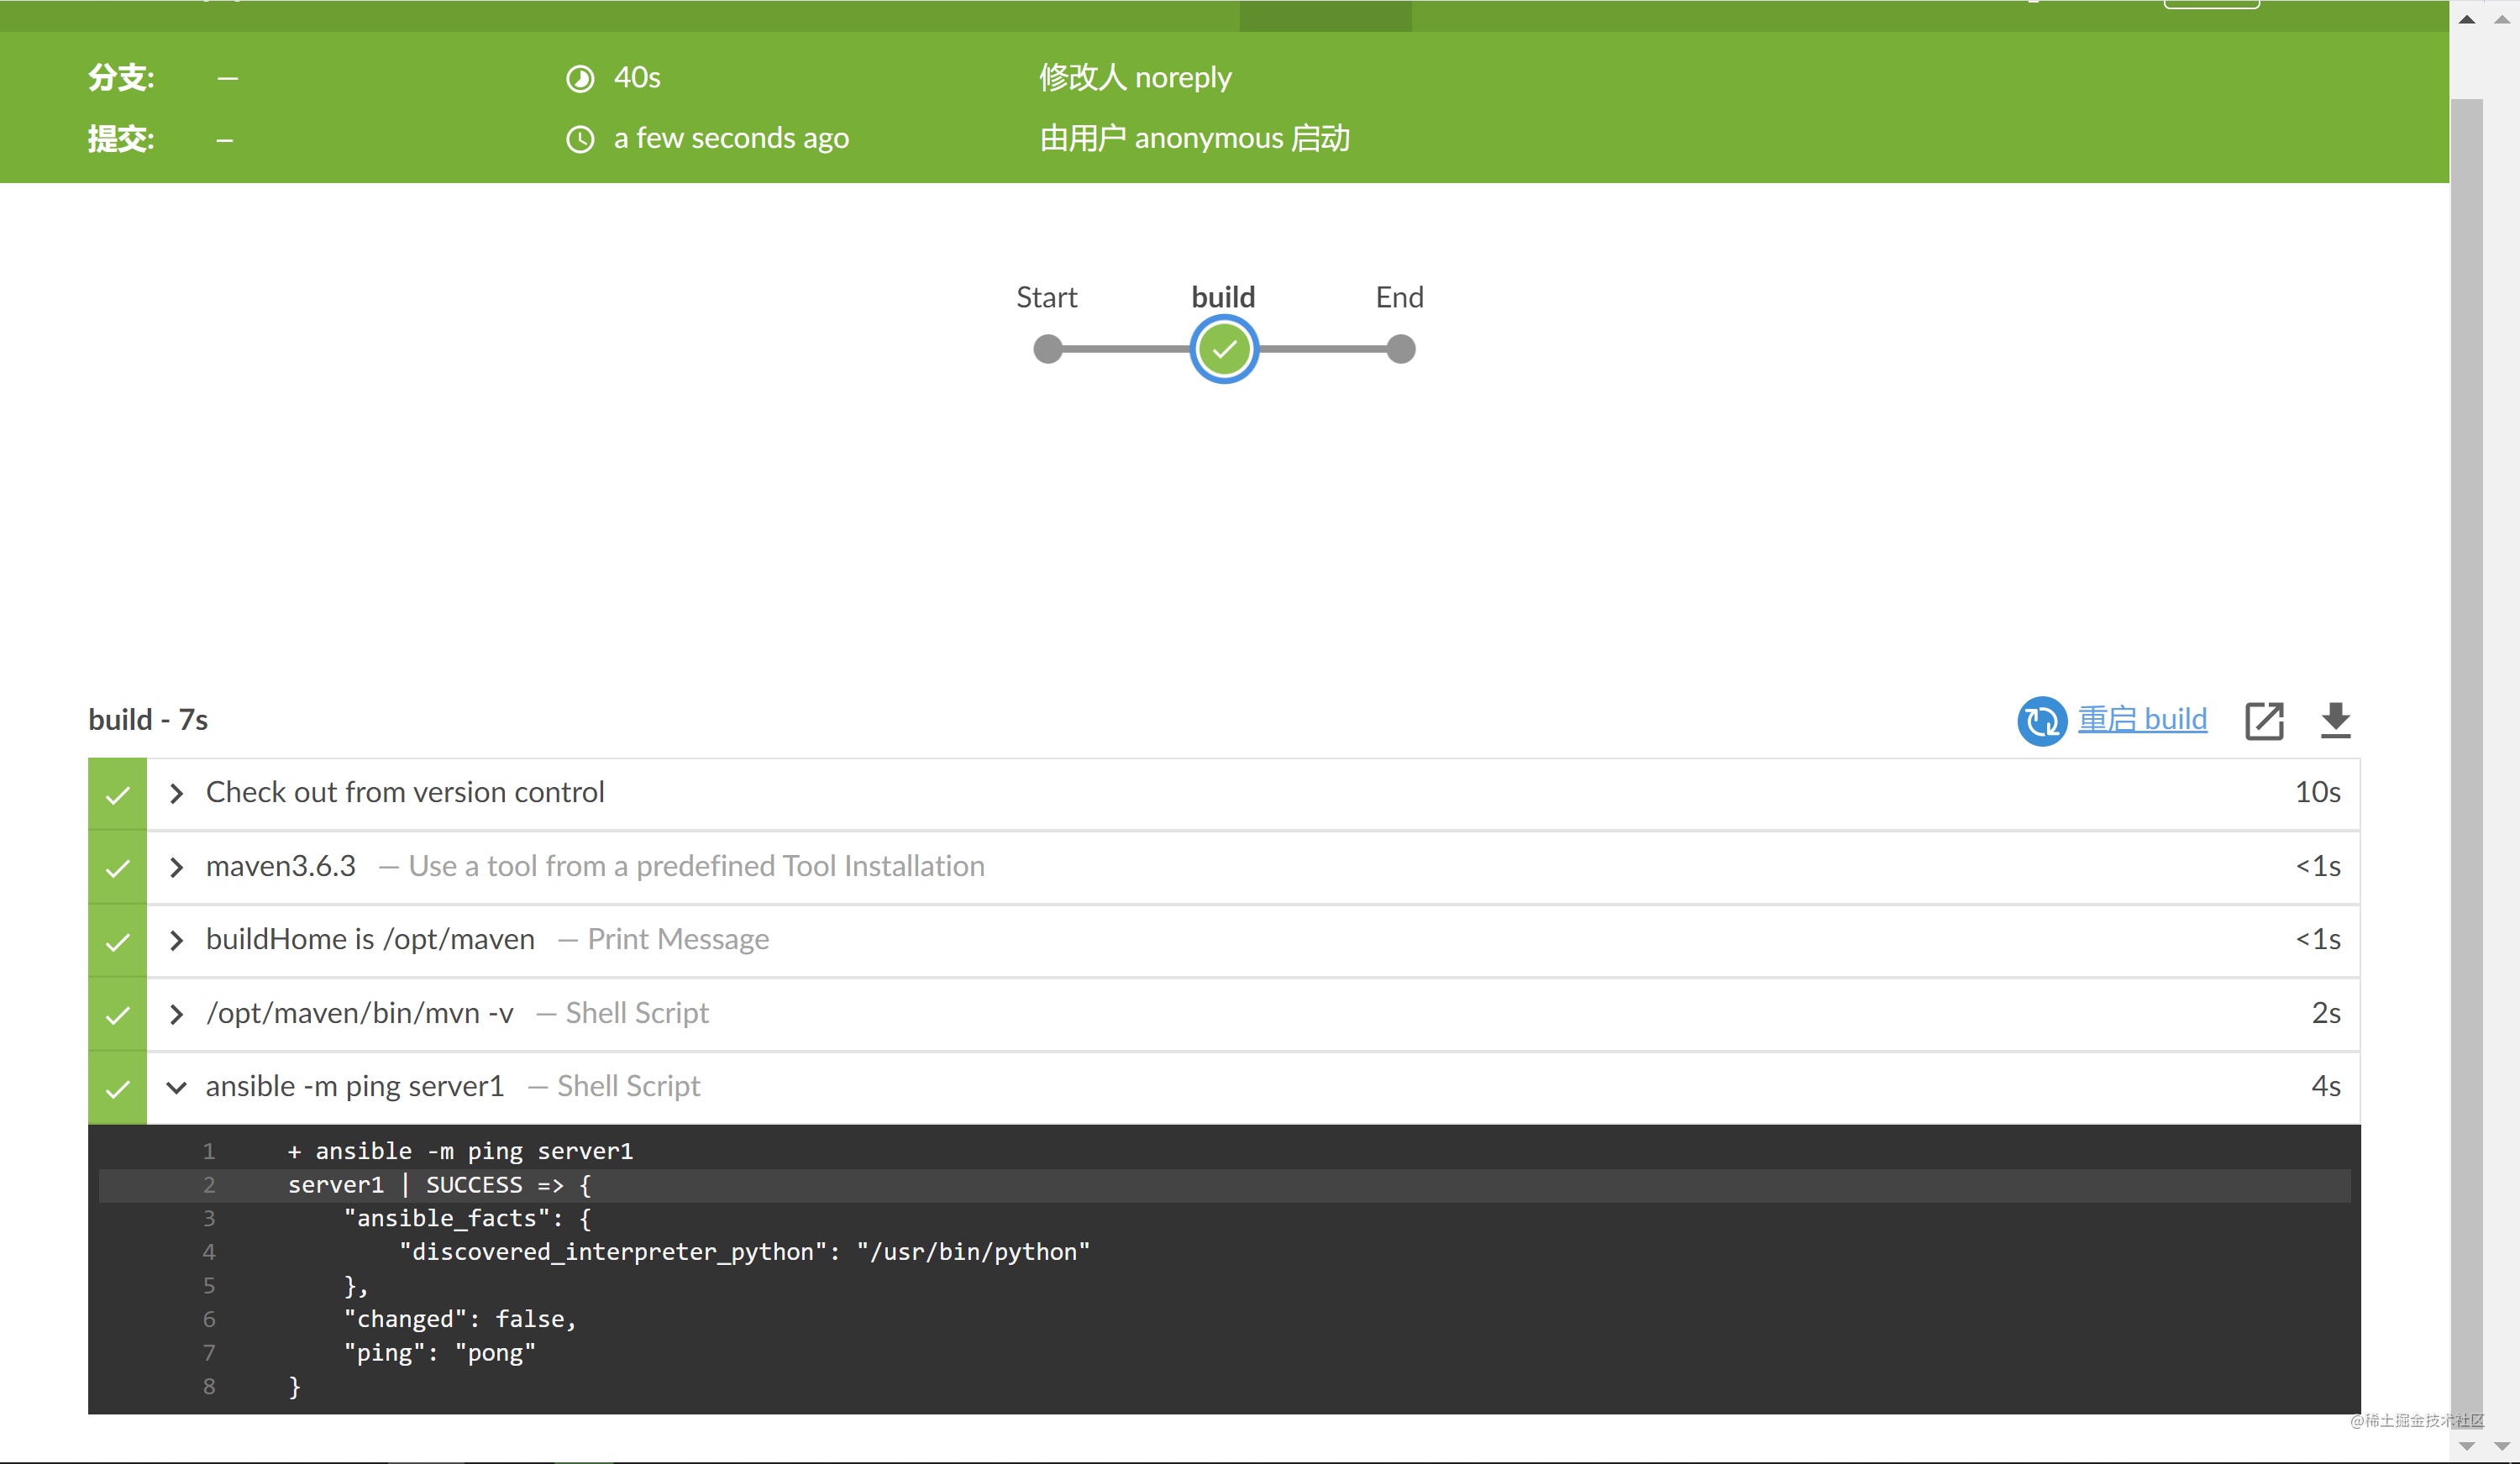 分支: — 40s 修改人 noreply
提交: — a few seconds ago 由用户 anonymous 启动
Start build End
build - 7s 重启 build
Check out from version control 10s
maven3.6.3 — Use a tool from a predefined Tool Installation <1s
buildHome is /opt/maven — Print Message <1s
/opt/maven/bin/mvn -v — Shell Script 2s
ansible -m ping server1 — Shell Script 4s
1 + ansible -m ping server1
2 server1 | SUCCESS => {
3 "ansible_facts": {
4 "discovered_interpreter_python": "/usr/bin/python"
5 },
6 "changed": false,
7 "ping": "pong"
8 }
@稀土掘金技术社区